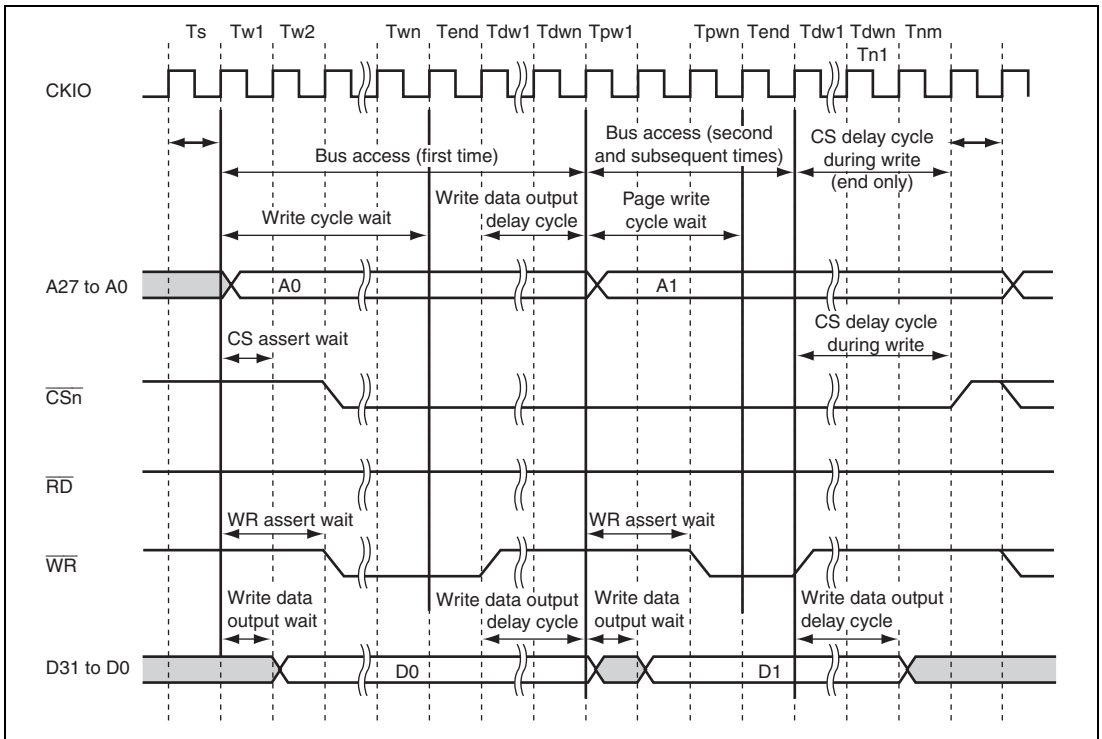 Ts Tw1 Tw2 Twn Tend Tdw1 Tdwn Tpw1 Tpwn Tend Tdw1 Tdwn Tnm
Tn1
CKIO
Bus access (first time)
Bus access (second
and subsequent times)
CS delay cycle
during write
(end only)
Write cycle wait
Write data output
delay cycle
Page write
cycle wait
A27 to A0
A0
A1
CS assert wait
CS delay cycle
during write
CSn
RD
WR assert wait
WR assert wait
WR
Write data
output wait
Write data output
delay cycle
Write data
output wait
Write data output
delay cycle
D31 to D0
D0
D1